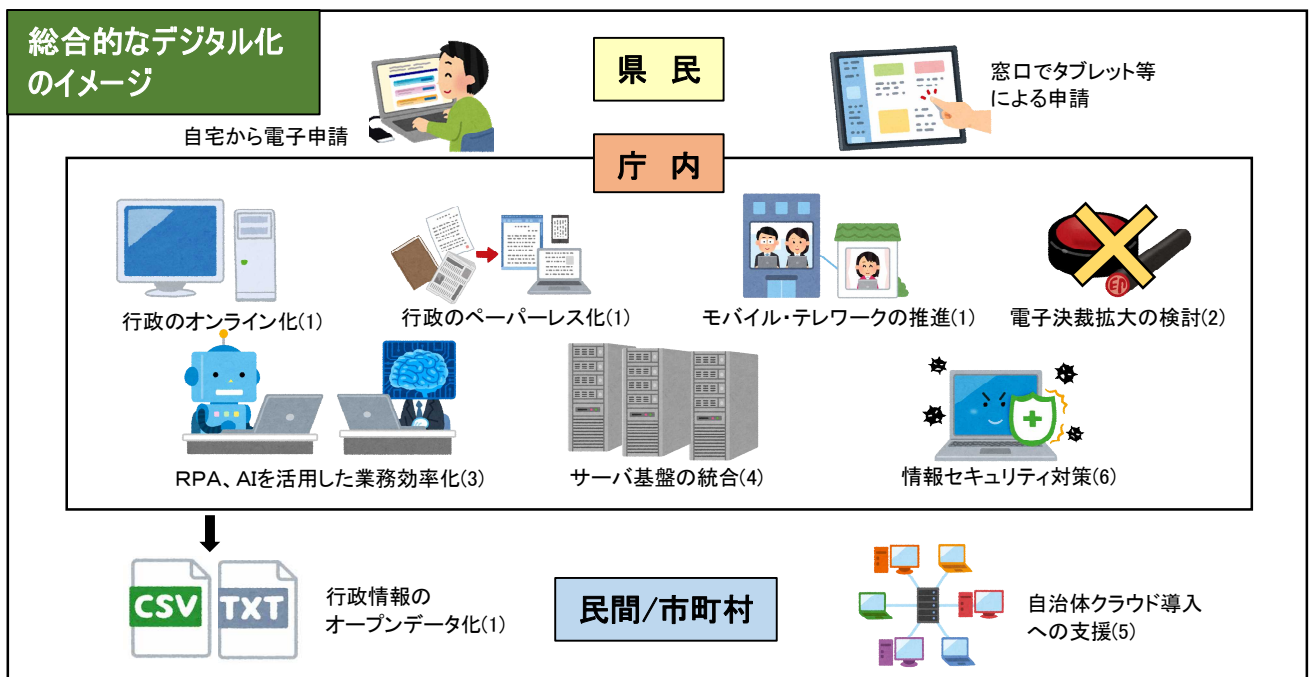 総合的なデジタル化
のイメージ
県 民
自宅から電子申請
窓口でタブレット等
による申請
庁 内
行政のオンライン化(1)
行政のペーパーレス化(1)
モバイル・テレワークの推進(1)
電子決裁拡大の検討(2)
RPA、AIを活用した業務効率化(3)
サーバ基盤の統合(4)
情報セキュリティ対策(6)
CSV
TXT
行政情報の
オープンデータ化(1)
民間/市町村
自治体クラウド導入
への支援(5)